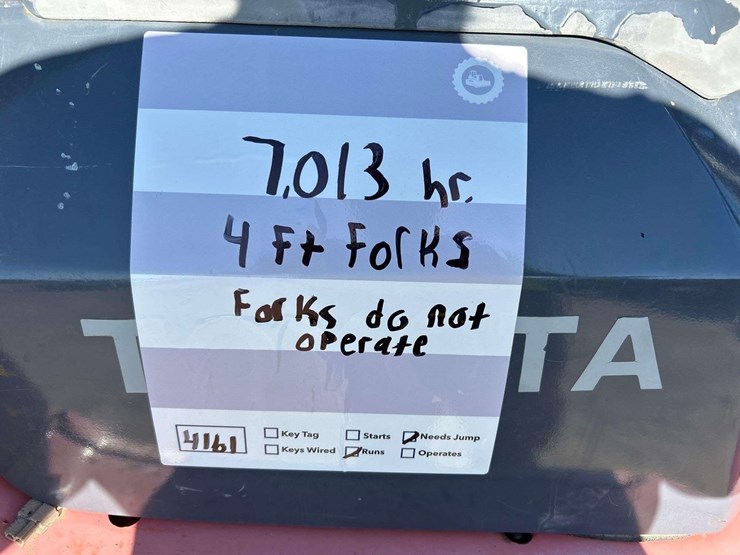 7,013 hr.
4 Ft Forks
Forks do not
operate
T TA
4161
Key Tag Starts Needs Jump
Keys Wired Runs Operates